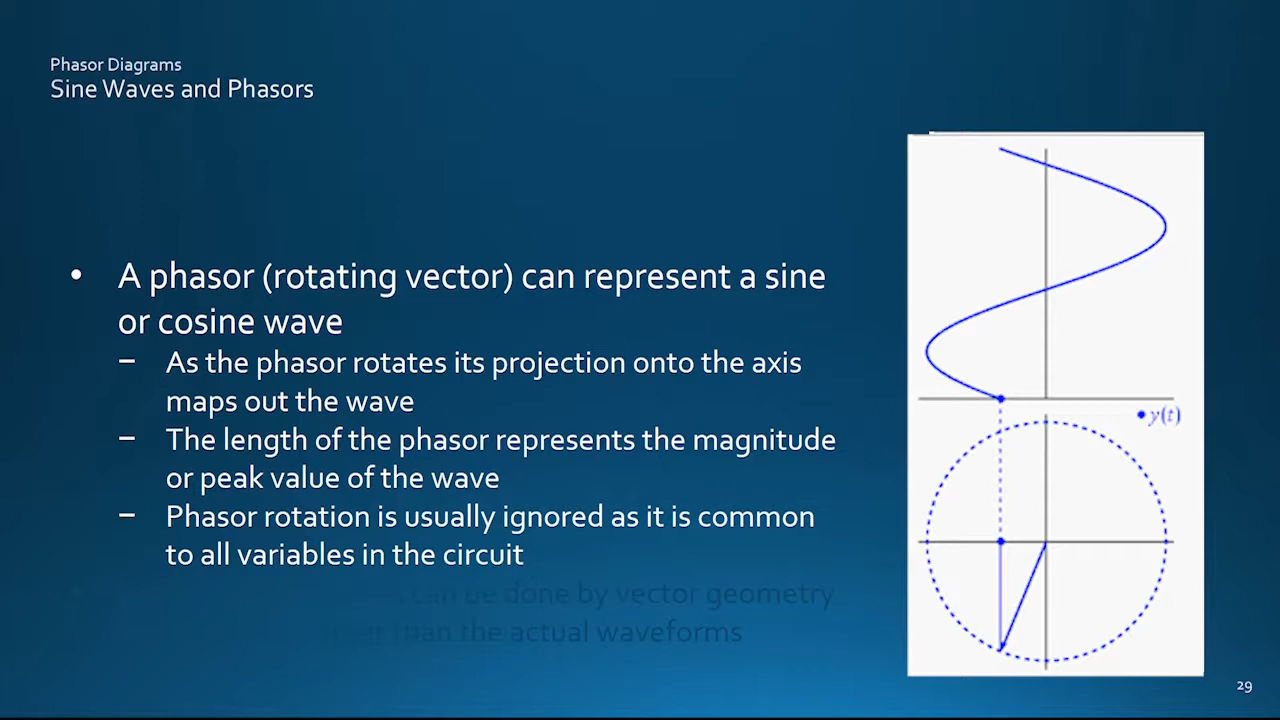 Phasor Diagrams
Sine Waves and Phasors
• A phasor (rotating vector) can represent a sine
or cosine wave
− As the phasor rotates its projection onto the axis
maps out the wave
− The length of the phasor represents the magnitude
or peak value of the wave
− Phasor rotation is usually ignored as it is common
to all variables in the circuit
can be done by vector geometry
than the actual waveforms
y(t)
29